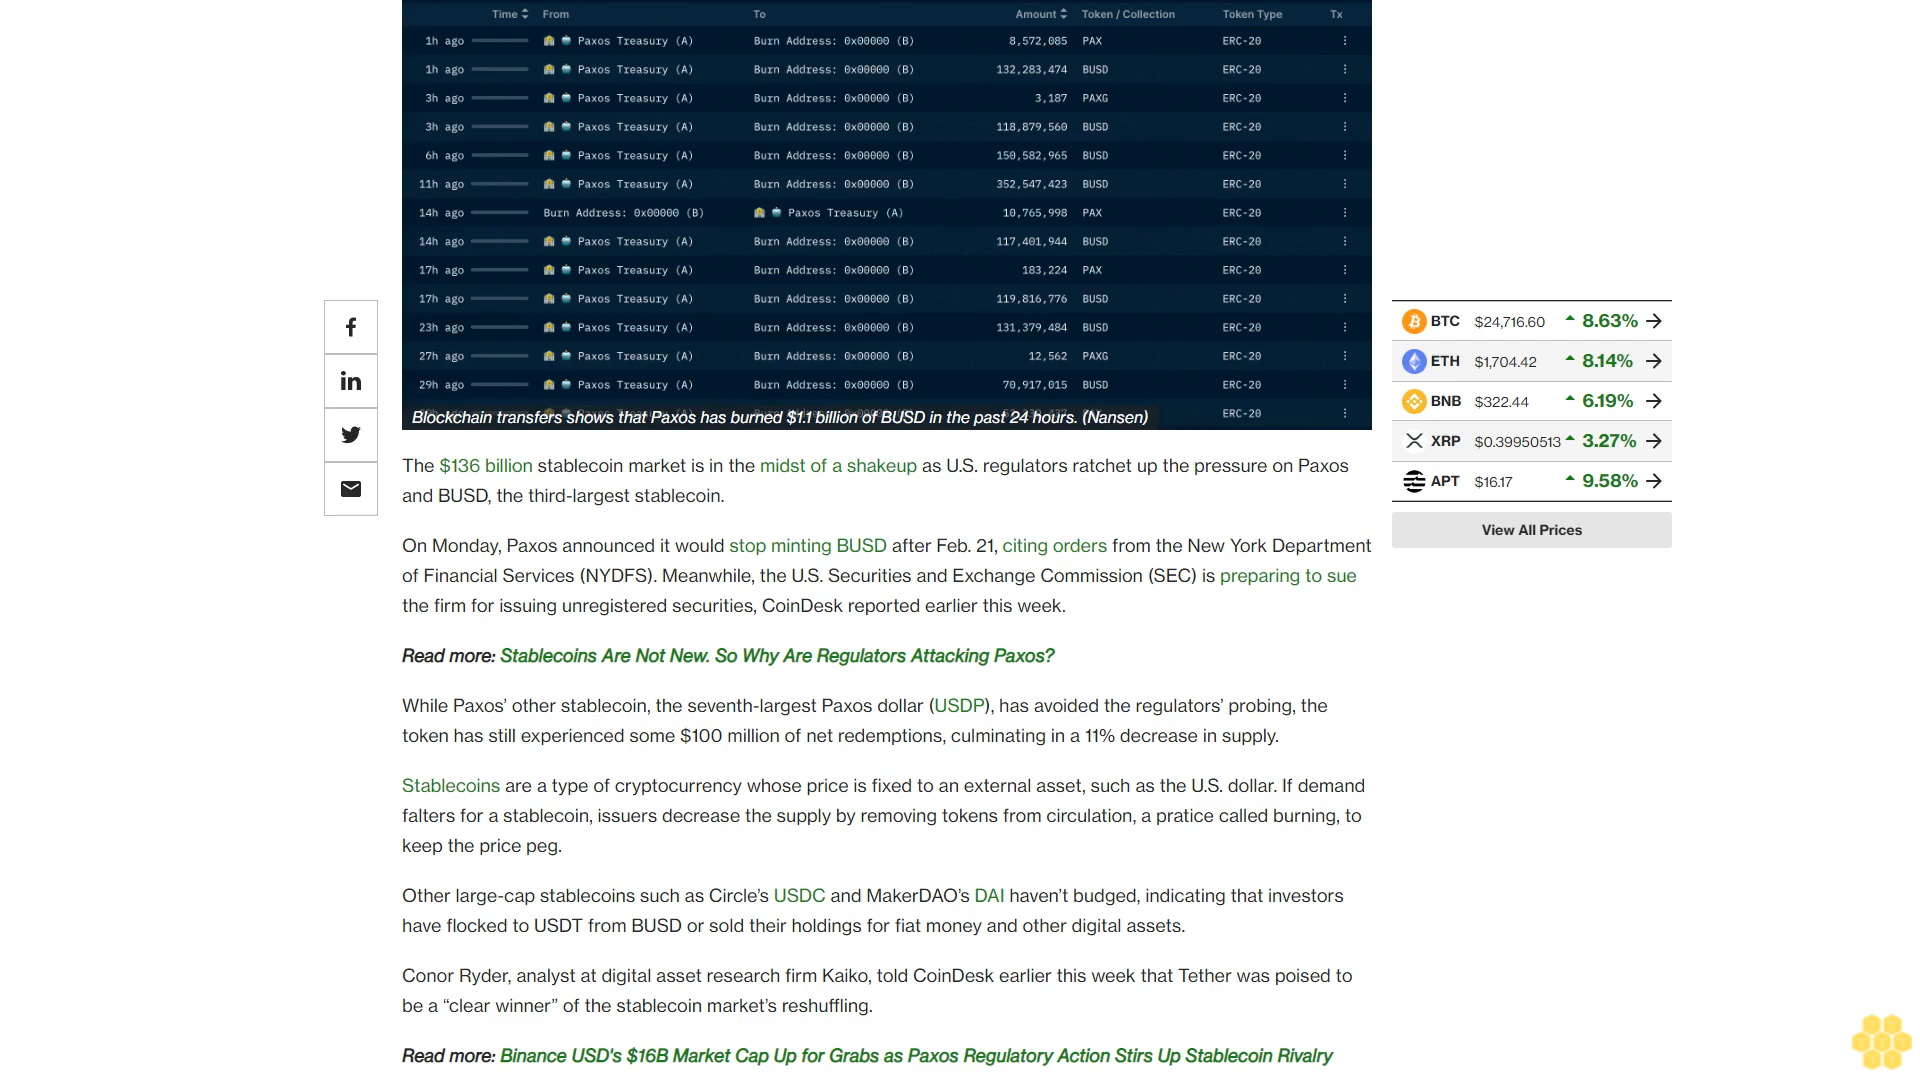 Time From To Amount Token / Collection Token Type Tx
1h ago Paxos Treasury (A) Burn Address: 0x00000 (B) 8,572,085 PAX ERC-20
1h ago Paxos Treasury (A) Burn Address: 0x00000 (B) 132,283,474 BUSD ERC-20
3h ago Paxos Treasury (A) Burn Address: 0x00000 (B) 3,187 PAXG ERC-20
3h ago Paxos Treasury (A) Burn Address: 0x00000 (B) 118,879,560 BUSD ERC-20
6h ago Paxos Treasury (A) Burn Address: 0x00000 (B) 150,582,965 BUSD ERC-20
11h ago Paxos Treasury (A) Burn Address: 0x00000 (B) 352,547,423 BUSD ERC-20
14h ago Burn Address: 0x00000 (B) Paxos Treasury (A) 10,765,998 PAX ERC-20
14h ago Paxos Treasury (A) Burn Address: 0x00000 (B) 117,401,944 BUSD ERC-20
17h ago Paxos Treasury (A) Burn Address: 0x00000 (B) 183,224 PAX ERC-20
17h ago Paxos Treasury (A) Burn Address: 0x00000 (B) 119,816,776 BUSD ERC-20
23h ago Paxos Treasury (A) Burn Address: 0x00000 (B) 131,379,484 BUSD ERC-20
27h ago Paxos Treasury (A) Burn Address: 0x00000 (B) 12,562 PAXG ERC-20
29h ago Paxos Treasury (A) Burn Address: 0x00000 (B) 70,917,015 BUSD ERC-20
ERC-20
Blockchain transfers shows that Paxos has burned $1.1 billion of BUSD in the past 24 hours. (Nansen)
The $136 billion stablecoin market is in the midst of a shakeup as U.S. regulators ratchet up the pressure on Paxos
and BUSD, the third-largest stablecoin.
On Monday, Paxos announced it would stop minting BUSD after Feb. 21, citing orders from the New York Department
of Financial Services (NYDFS). Meanwhile, the U.S. Securities and Exchange Commission (SEC) is preparing to sue
the firm for issuing unregistered securities, CoinDesk reported earlier this week.
Read more: Stablecoins Are Not New. So Why Are Regulators Attacking Paxos?
While Paxos’ other stablecoin, the seventh-largest Paxos dollar (USDP), has avoided the regulators’ probing, the
token has still experienced some $100 million of net redemptions, culminating in a 11% decrease in supply.
Stablecoins are a type of cryptocurrency whose price is fixed to an external asset, such as the U.S. dollar. If demand
falters for a stablecoin, issuers decrease the supply by removing tokens from circulation, a pratice called burning, to
keep the price peg.
Other large-cap stablecoins such as Circle’s USDC and MakerDAO’s DAI haven’t budged, indicating that investors
have flocked to USDT from BUSD or sold their holdings for fiat money and other digital assets.
Conor Ryder, analyst at digital asset research firm Kaiko, told CoinDesk earlier this week that Tether was poised to
be a “clear winner” of the stablecoin market’s reshuffling.
Read more: Binance USD's $16B Market Cap Up for Grabs as Paxos Regulatory Action Stirs Up Stablecoin Rivalry
BTC $24,716.60 8.63%
ETH $1,704.42 8.14%
BNB $322.44 6.19%
XRP $0.39950513 3.27%
APT $16.17 9.58%
View All Prices